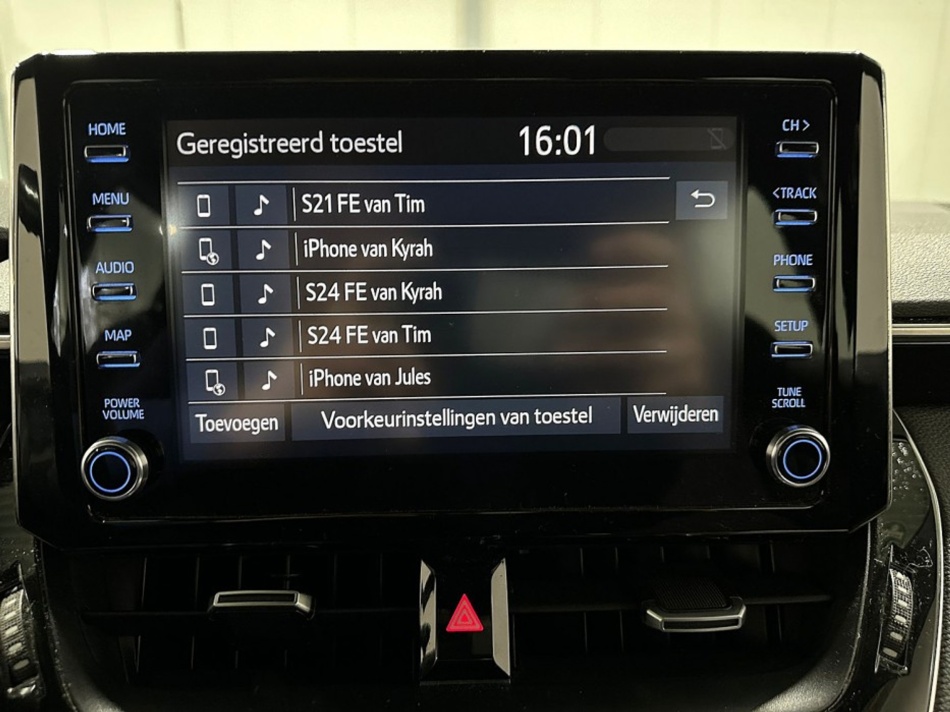 HOME
MENU
AUDIO
MAP
POWER
VOLUME
Geregistreerd toestel 16:01
S21 FE van Tim
iPhone van Kyrah
S24 FE van Kyrah
S24 FE van Tim
iPhone van Jules
Toevoegen Voorkeurinstellingen van toestel Verwijderen
CH >
< TRACK
PHONE
SETUP
TUNE
SCROLL